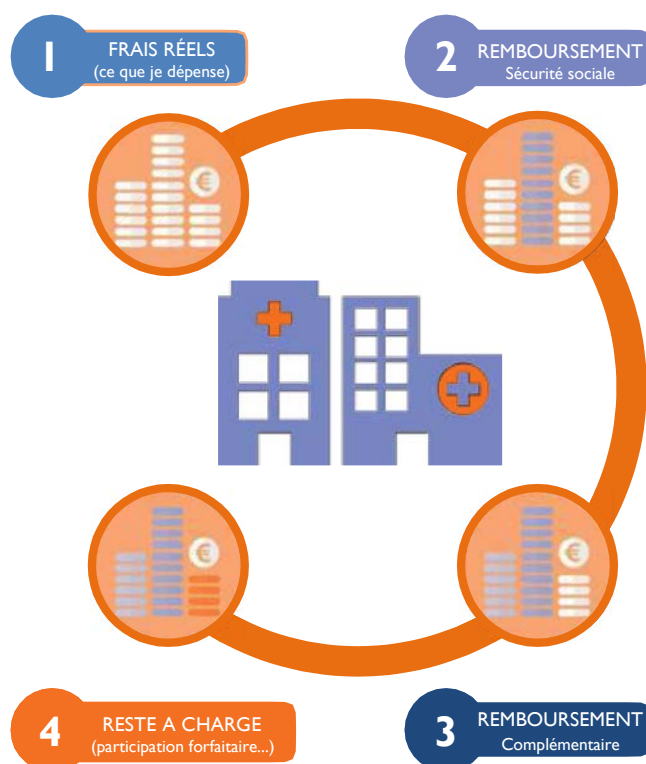 1
FRAIS RÉELS
(ce que je dépense)
2
REMBOURSEMENT
Sécurité sociale
€
€
€
€
4
RESTE A CHARGE
(participation forfaitaire...)
3
REMBOURSEMENT
Complémentaire